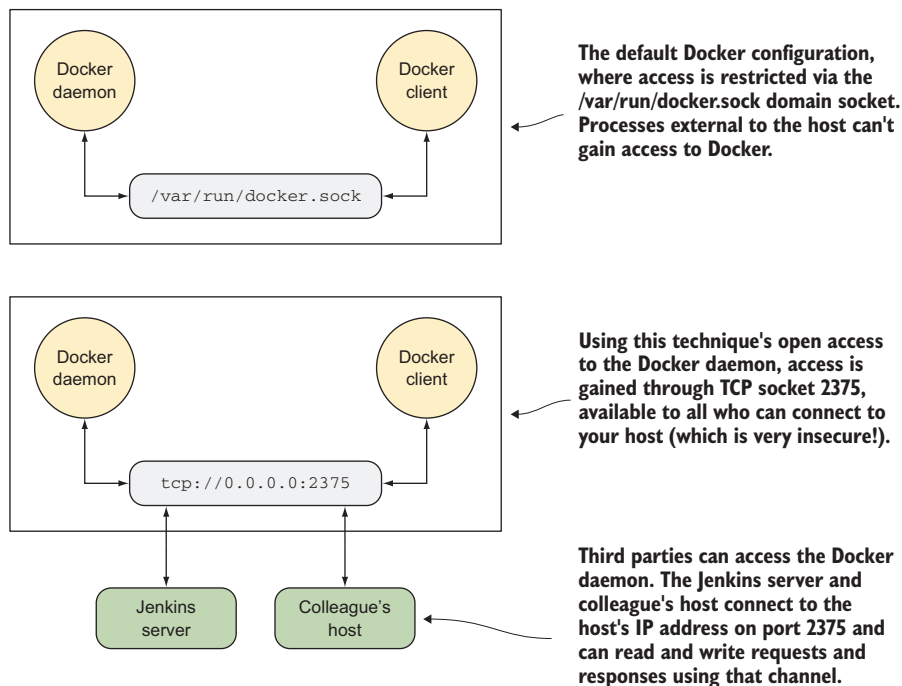 Docker
daemon
Docker
client
/var/run/docker.sock
The default Docker configuration,
where access is restricted via the
/var/run/docker.sock domain socket.
Processes external to the host can't
gain access to Docker.
Docker
daemon
Docker
client
tcp://0.0.0.0:2375
Using this technique's open access
to the Docker daemon, access is
gained through TCP socket 2375,
available to all who can connect to
your host (which is very insecure!).
Jenkins
server
Colleague's
host
Third parties can access the Docker
daemon. The Jenkins server and
colleague's host connect to the
host's IP address on port 2375 and
can read and write requests and
responses using that channel.